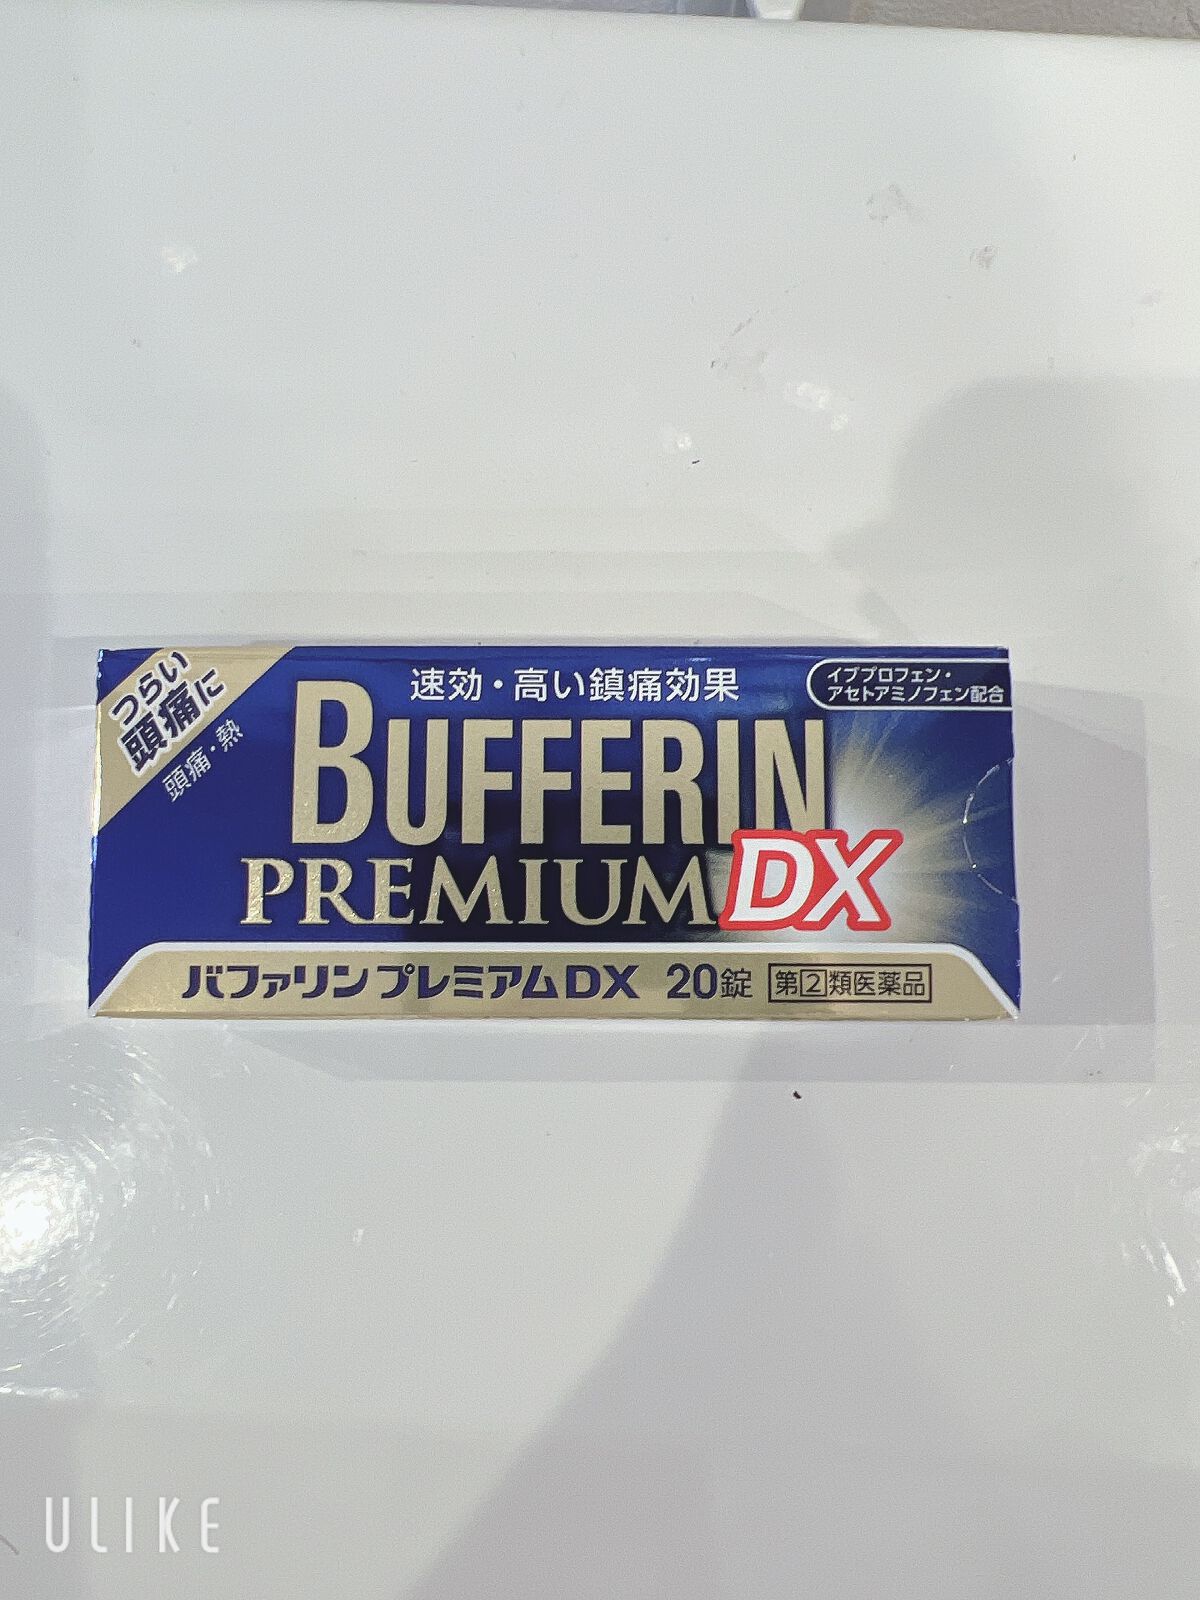 つらい
頭痛に
頭痛・熱
速効・高い鎮痛効果
イブプロフェン・
アセトアミノフェン配合
BUFFERIN
PREMIUM DX
バファリンプレミアムDX 20錠 第②類医薬品
ULIKE